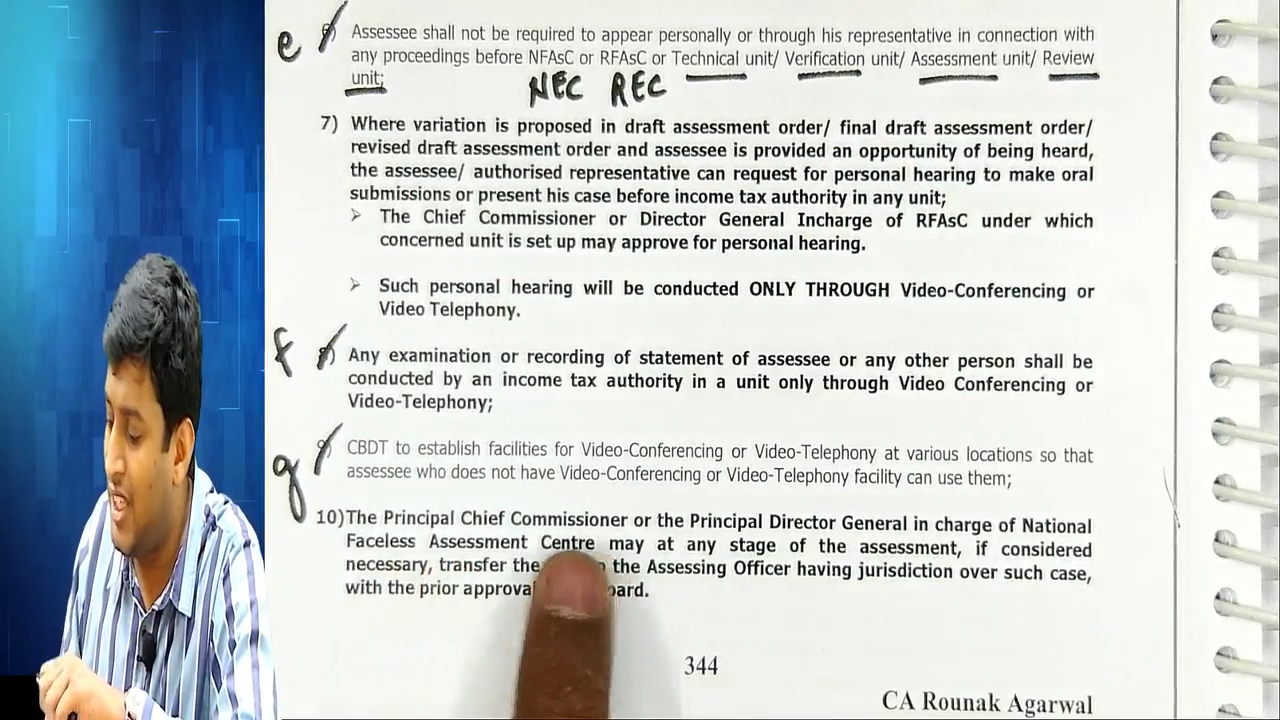 e Assessee shall not be required to appear personally or through his representative in connection with
any proceedings before NFAsC or RFAsC or Technical unit/ Verification unit/ Assessment unit/ Review
unit;
NEC REC
7) Where variation is proposed in draft assessment order/ final draft assessment order/
revised draft assessment order and assessee is provided an opportunity of being heard,
the assessee/ authorised representative can request for personal hearing to make oral
submissions or present his case before income tax authority in any unit;
➢ The Chief Commissioner or Director General Incharge of RFAsC under which
concerned unit is set up may approve for personal hearing.
➢ Such personal hearing will be conducted ONLY THROUGH Video-Conferencing or
Video Telephony.
f Any examination or recording of statement of assessee or any other person shall be
conducted by an income tax authority in a unit only through Video Conferencing or
Video-Telephony;
g CBDT to establish facilities for Video-Conferencing or Video-Telephony at various locations so that
assessee who does not have Video-Conferencing or Video-Telephony facility can use them;
10) The Principal Chief Commissioner or the Principal Director General in charge of National
Faceless Assessment Centre may at any stage of the assessment, if considered
necessary, transfer the the Assessing Officer having jurisdiction over such case,
with the prior
344
CA Rounak Agarwal